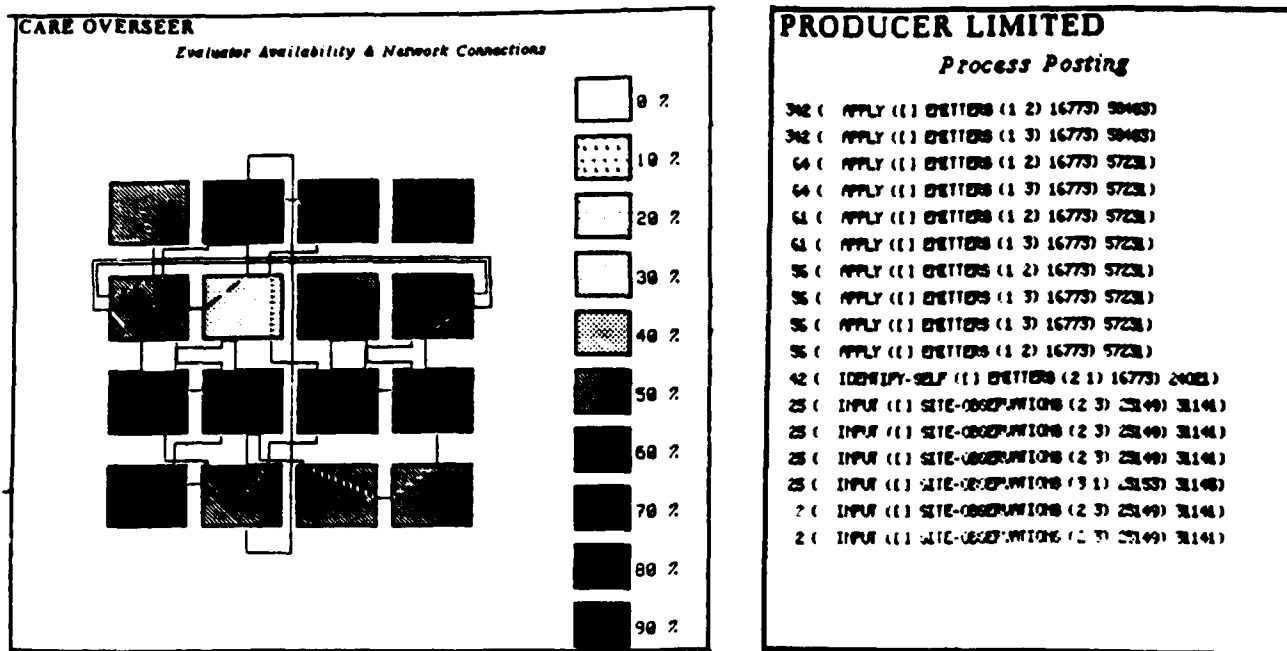 CARE OVERSEER
Evaluator Availability & Network Connections
0 %
10 %
20 %
30 %
40 %
50 %
60 %
70 %
80 %
90 %
PRODUCER LIMITED
Process Posting
342 ( APPLY ([] EMITTERS (1 2) 16773) 58483)
342 ( APPLY ([] EMITTERS (1 3) 16773) 58483)
64 ( APPLY ([] EMITTERS (1 2) 16773) 57231)
64 ( APPLY ([] EMITTERS (1 3) 16773) 57231)
61 ( APPLY ([] EMITTERS (1 2) 16773) 57231)
61 ( APPLY ([] EMITTERS (1 3) 16773) 57231)
56 ( APPLY ([] EMITTERS (1 2) 16773) 57231)
56 ( APPLY ([] EMITTERS (1 3) 16773) 57231)
56 ( APPLY ([] EMITTERS (1 3) 16773) 57231)
56 ( APPLY ([] EMITTERS (1 2) 16773) 57231)
42 ( IDENTIFY-SELF ([] EMITTERS (2 1) 16773)
25 ( INPUT ([] SITE-OBSERVATIONS (2 3) 25149) 31141)
25 ( INPUT ([] SITE-OBSERVATIONS (2 3) 25149) 31141)
25 ( INPUT ([] SITE-OBSERVATIONS (2 3) 25149) 31141)
25 ( INPUT ([] SITE-OBSERVATIONS (3 1) 25153)
2 ( INPUT ([] SITE-OBSERVATIONS (2 3) 25149) 31141)
2 ( INPUT ([] SITE-OBSERVATIONS (2 3) 25149) 31141)